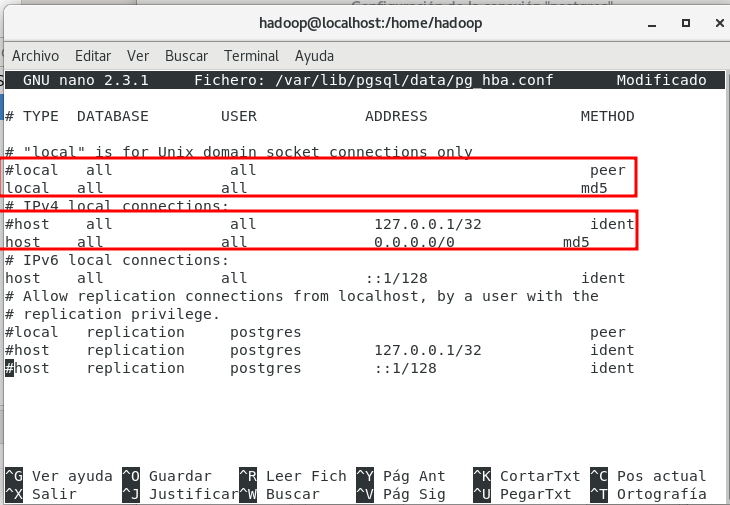 Configuración de la conexión "postgres"
hadoop@localhost:/home/hadoop
Archivo Editar Ver Buscar Terminal Ayuda
GNU nano 2.3.1 Fichero: /var/lib/pgsql/data/pg_hba.conf Modificado
# TYPE DATABASE USER ADDRESS METHOD
# "local" is for Unix domain socket connections only
#local all all peer
local all all md5
# IPv4 local connections:
#host all all 127.0.0.1/32 ident
host all all 0.0.0.0/0 md5
# IPv6 local connections:
host all all ::1/128 ident
# Allow replication connections from localhost, by a user with the
# replication privilege.
#local replication postgres peer
#host replication postgres 127.0.0.1/32 ident
#host replication postgres ::1/128 ident
^G Ver ayuda ^O Guardar ^R Leer Fich ^Y Pág Ant ^K CortarTxt ^C Pos actual
^X Salir ^J Justificar ^W Buscar ^V Pág Sig ^U PegarTxt ^T Ortografía